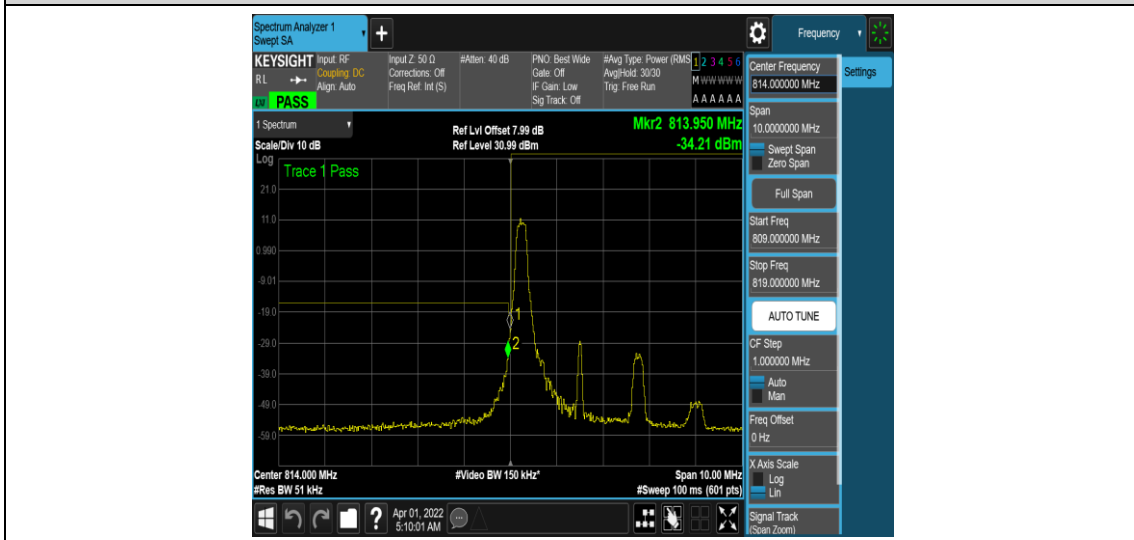 Spectrum Analyzer 1
Swept SA
+
Frequency
KEYSIGHT
RL
LXI
PASS
Input: RF
Coupling: DC
Align: Auto
Input Z: 50 Ω
Corrections: Off
Freq Ref: Int (S)
#Atten: 40 dB
PNO: Best Wide
Gate: Off
IF Gain: Low
Sig Track: Off
#Avg Type: Power (RMS
Avg|Hold: 30/30
Trig: Free Run
1 2 3 4 5 6
M W W W W W
A A A A A A
1 Spectrum
Scale/Div 10 dB
Ref Lvl Offset 7.99 dB
Ref Level 30.99 dBm
Mkr2 813.950 MHz
-34.21 dBm
Log
Trace 1 Pass
21.0
11.0
0.990
-9.01
-19.0
-29.0
-39.0
-49.0
-59.0
1
2
Center 814.000 MHz
#Res BW 51 kHz
#Video BW 150 kHz*
Span 10.00 MHz
#Sweep 100 ms (601 pts)
Center Frequency
814.000000 MHz
Settings
Span
10.0000000 MHz
Swept Span
Zero Span
Full Span
Start Freq
809.000000 MHz
Stop Freq
819.000000 MHz
AUTO TUNE
CF Step
1.000000 MHz
Auto
Man
Freq Offset
0 Hz
X Axis Scale
Log
Lin
Signal Track
(Span Zoom)
?
Apr 01, 2022
5:10:01 AM